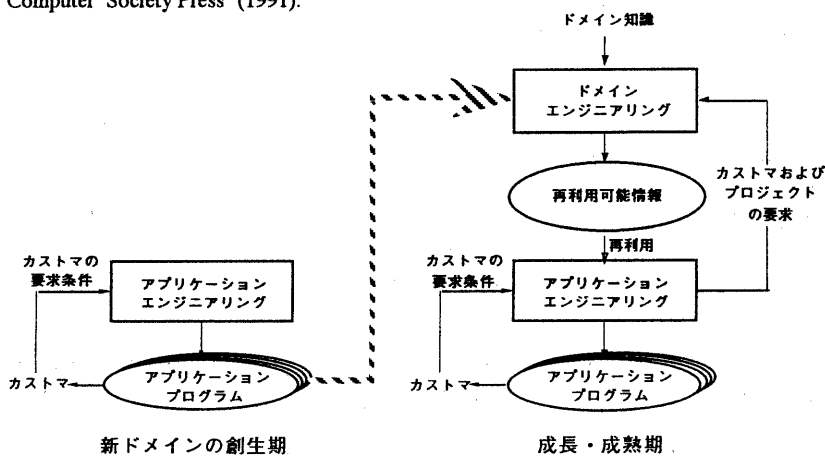 Computer Society Press (1991).
ドメイン知識
ドメイン
エンジニアリング
カストマおよび
プロジェクト
の要求
再利用可能情報
再利用
カストマの
要求条件
アプリケーション
エンジニアリング
カストマ
アプリケーション
プログラム
新ドメインの創生期
カストマの
要求条件
アプリケーション
エンジニアリング
カストマ
アプリケーション
プログラム
成長・成熟期